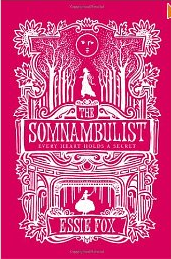 THE
SOMNAMBULIST
EVERY HEART HOLDS A SECRET
ESSIE FOX